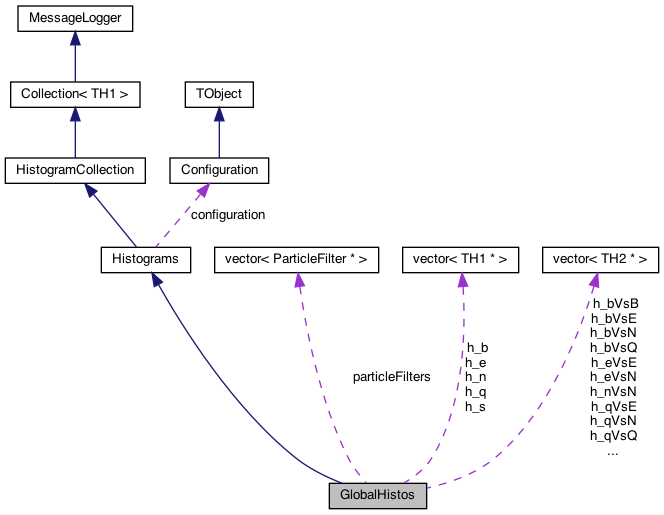 MessageLogger
Collection< TH1 >
TObject
HistogramCollection
Configuration
configuration
Histograms
vector< ParticleFilter * >
vector< TH1 * >
vector< TH2 * >
particleFilters
h_b
h_e
h_n
h_q
h_s
h_bVsB
h_bVsE
h_bVsN
h_bVsQ
h_eVsE
h_eVsN
h_nVsN
h_qVsE
h_qVsN
h_qVsQ
...
GlobalHistos